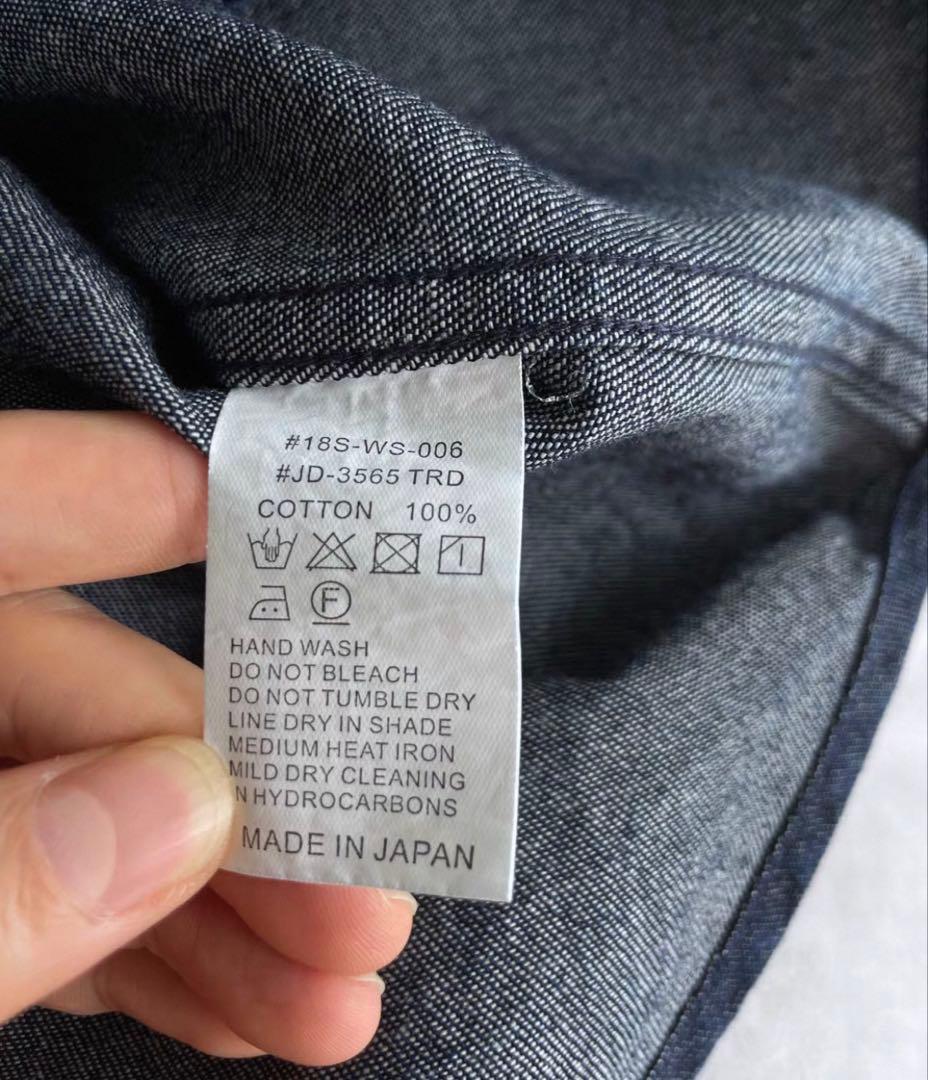 #18S-WS-006
#JD-3565 TRD
COTTON 100%
F
HAND WASH
DO NOT BLEACH
DO NOT TUMBLE DRY
LINE DRY IN SHADE
MEDIUM HEAT IRON
MILD DRY CLEANING
N HYDROCARBONS
MADE IN JAPAN